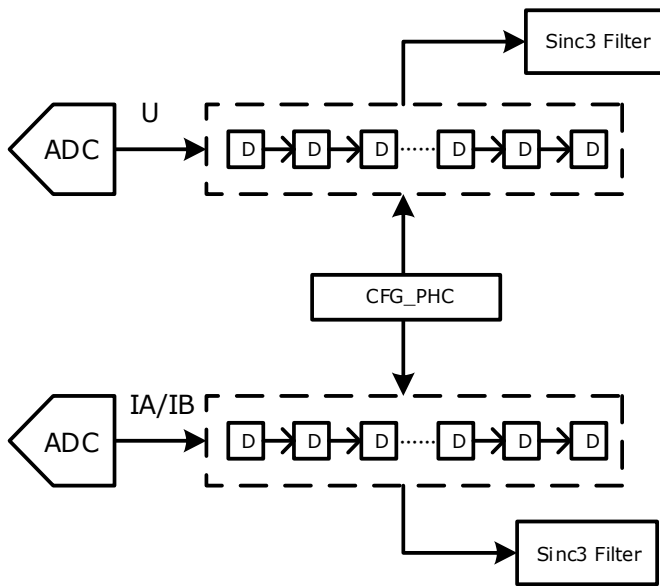 Sinc3 Filter
U
ADC
D D D D D D
CFG_PHC
IA/IB
ADC
D D D D D D
Sinc3 Filter